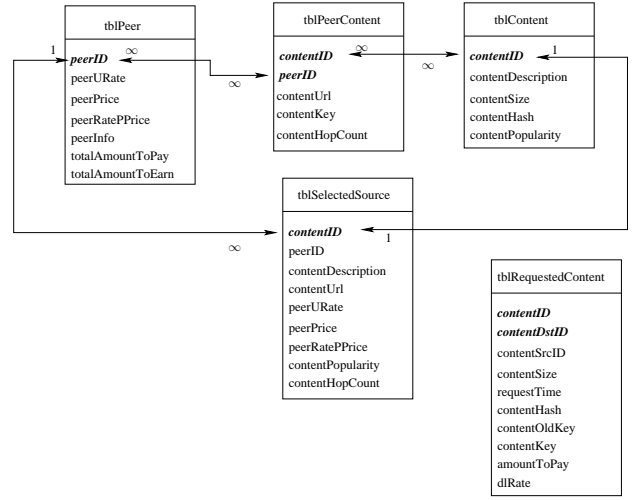 tblPeer
1
∞
peerID
peerURate
peerPrice
peerRatePPrice
peerInfo
totalAmountToPay
totalAmountToEarn
tblPeerContent
contentID
∞
peerID
∞
contentUrl
contentKey
contentHopCount
tblContent
contentID
1
∞
contentDescription
contentSize
contentHash
contentPopularity
tblSelectedSource
contentID
∞
1
peerID
contentDescription
contentUrl
peerURate
peerPrice
peerRatePPrice
contentPopularity
contentHopCount
tblRequestedContent
contentID
contentDstID
contentSrcID
contentSize
requestTime
contentHash
contentOldKey
contentKey
amountToPay
dlRate